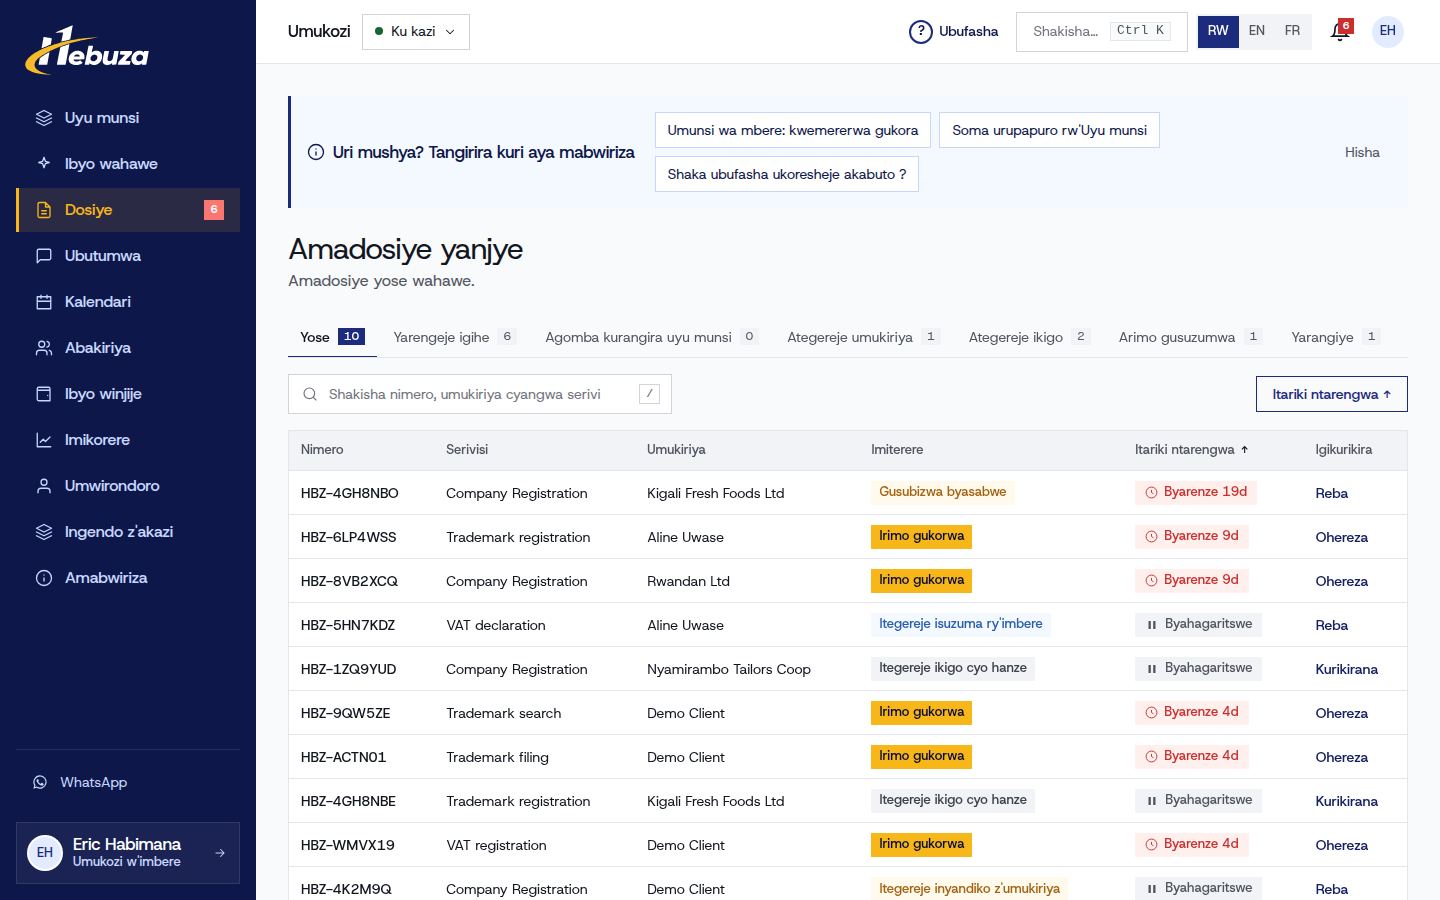 Hebuza
Uyu munsi
Ibyo wahawe
Dosiye 6
Ubutumwa
Kalendari
Abakiriya
Ibyo winjije
Imikorere
Umwirondoro
Ingendo z'akazi
Amabwiriza
WhatsApp
EH Eric Habimana
Umukozi w'imbere
Umukozi Ku kazi ? Ubufasha Shakisha... Ctrl K RW EN FR 6 EH
Uri mushya? Tangirira kuri aya mabwiriza
Umunsi wa mbere: kwemererwa gukora Soma urupapuro rw'Uyu munsi
Shaka ubufasha ukoresheje akabuto ?
Hisha
Amadosiye yanjye
Amadosiye yose wahawe.
Yose 10 Yarengeje igihe 6 Agomba kurangira uyu munsi 0 Ategereje umukiriya 1 Ategereje ikigo 2 Arimo gusuzumwa 1 Yarangiye 1
Shakisha nimero, umukiriya cyangwa serivi / Itariki ntarengwa ↑
Nimero Serivisi Umukiriya Imiterere Itariki ntarengwa ↑ Igikurikira
HBZ-4GH8NBO Company Registration Kigali Fresh Foods Ltd Gusubizwa byasabwe Byarenze 19d Reba
HBZ-6LP4WSS Trademark registration Aline Uwase Irimo gukorwa Byarenze 9d Ohereza
HBZ-8VB2XCQ Company Registration Rwandan Ltd Irimo gukorwa Byarenze 9d Ohereza
HBZ-5HN7KDZ VAT declaration Aline Uwase Itegereje isuzuma ry'imbere Byahagaritswe Reba
HBZ-1ZQ9YUD Company Registration Nyamirambo Tailors Coop Itegereje ikigo cyo hanze Byahagaritswe Kurikirana
HBZ-9QW5ZE Trademark search Demo Client Irimo gukorwa Byarenze 4d Ohereza
HBZ-ACTN01 Trademark filing Demo Client Irimo gukorwa Byarenze 4d Ohereza
HBZ-4GH8NBE Trademark registration Kigali Fresh Foods Ltd Itegereje ikigo cyo hanze Byahagaritswe Kurikirana
HBZ-WMVX19 VAT registration Demo Client Irimo gukorwa Byarenze 4d Ohereza
HBZ-4K2M9Q Company Registration Demo Client Itegereje inyandiko z'umukiriya Byahagaritswe Reba